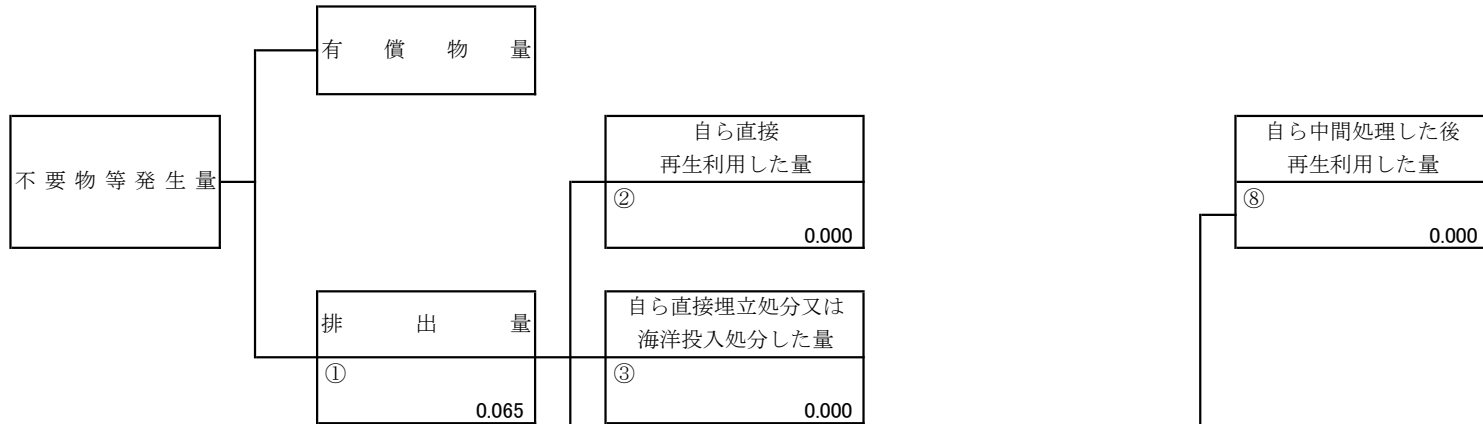 有償物量
不要物等発生量
自ら直接
再生利用した量
②
0.000
自ら中間処理した後
再生利用した量
⑧
0.000
排出量
①
0.065
自ら直接埋立処分又は
海洋投入処分した量
③
0.000